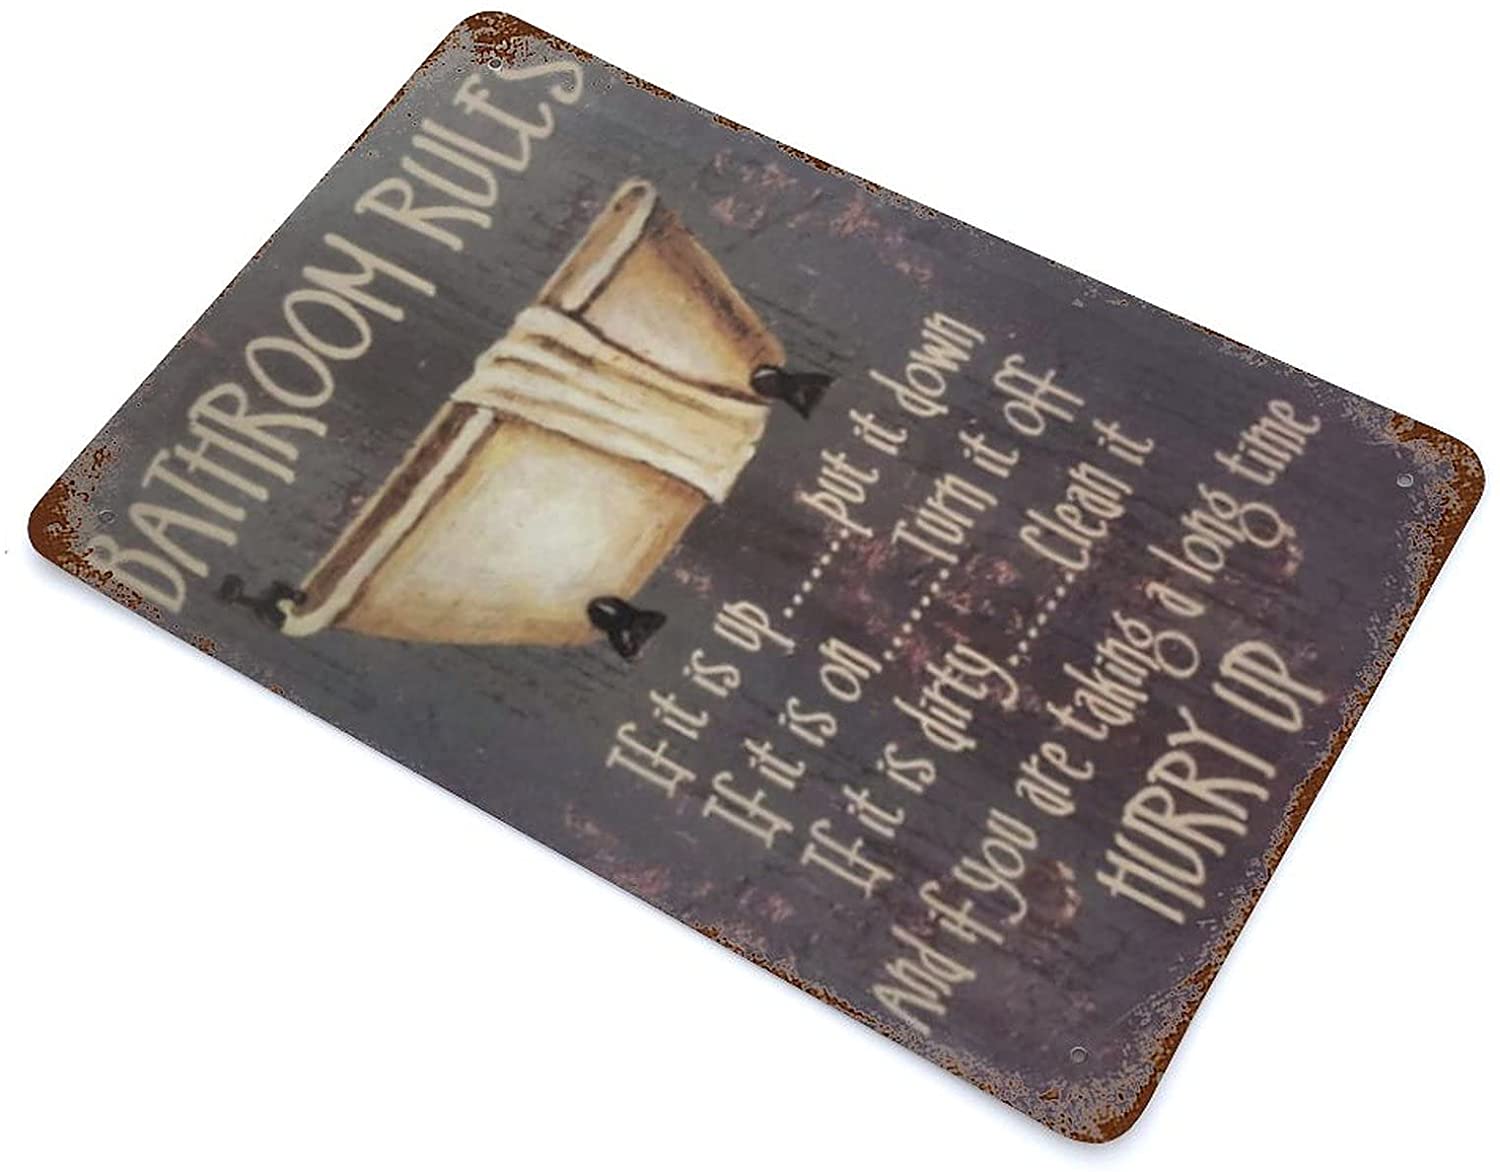 BATHROOM RULES
If it is up......put it down
If it is on......Turn it off
If it is dirty......Clean it
And if you are taking a long time
HURRY UP